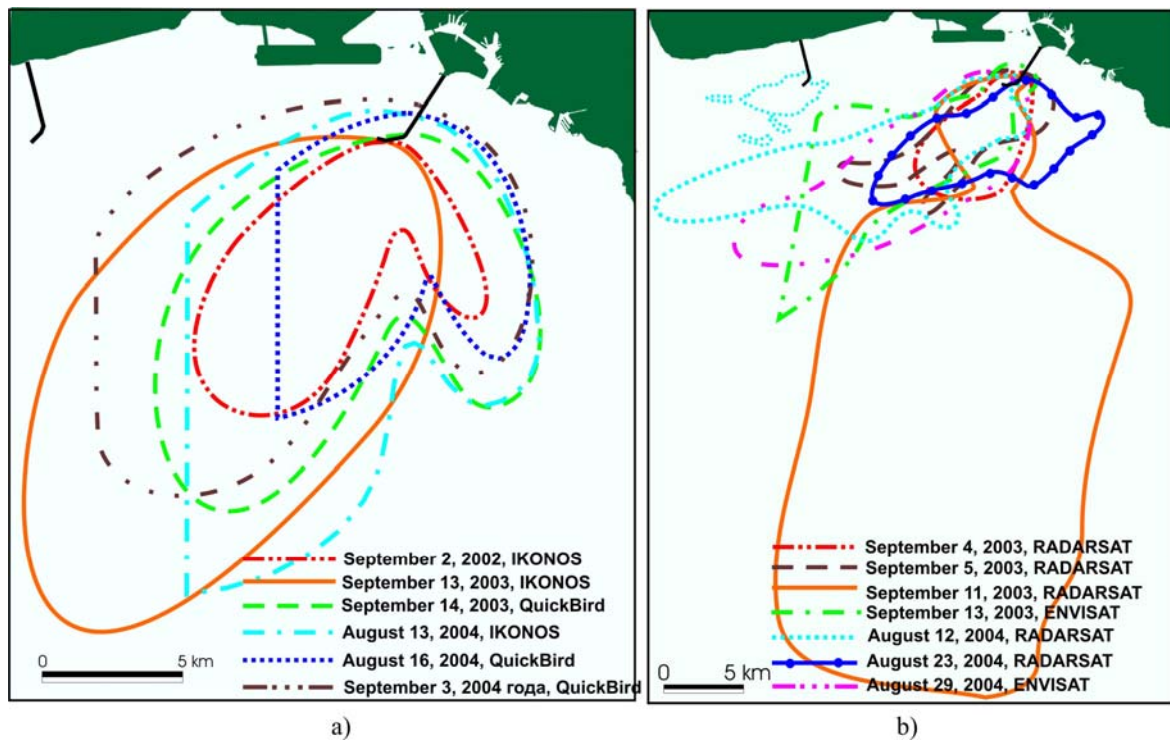 September 2, 2002, IKONOS
September 13, 2003, IKONOS
September 14, 2003, QuickBird
August 13, 2004, IKONOS
August 16, 2004, QuickBird
September 3, 2004 года, QuickBird
0 5 km
a)
September 4, 2003, RADARSAT
September 5, 2003, RADARSAT
September 11, 2003, RADARSAT
September 13, 2003, ENVISAT
August 12, 2004, RADARSAT
August 23, 2004, RADARSAT
August 29, 2004, ENVISAT
0 5 km
b)